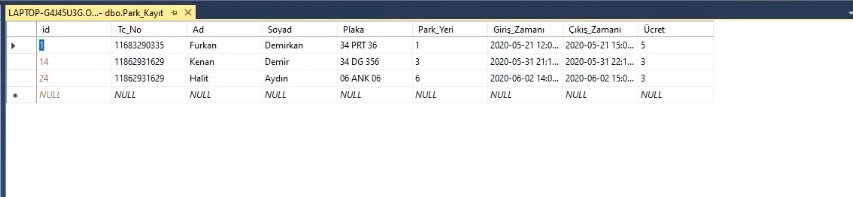 LAPTOP-G4J45U3G.O...- dbo.Park_Kayıt
id Tc_No Ad Soyad Plaka Park_Yeri Giriş_Zamanı Çıkış_Zamanı Ücret
1 11683290335 Furkan Demirkan 34 PRT 36 1 2020-05-21 12:0... 2020-05-21 15:0... 5
14 11862931629 Kenan Demir 34 DG 356 3 2020-05-31 21:1... 2020-05-31 22:1... 3
24 11862931629 Halit Aydın 06 ANK 06 6 2020-06-02 14:0... 2020-06-02 15:0... 3
NULL NULL NULL NULL NULL NULL NULL NULL NULL